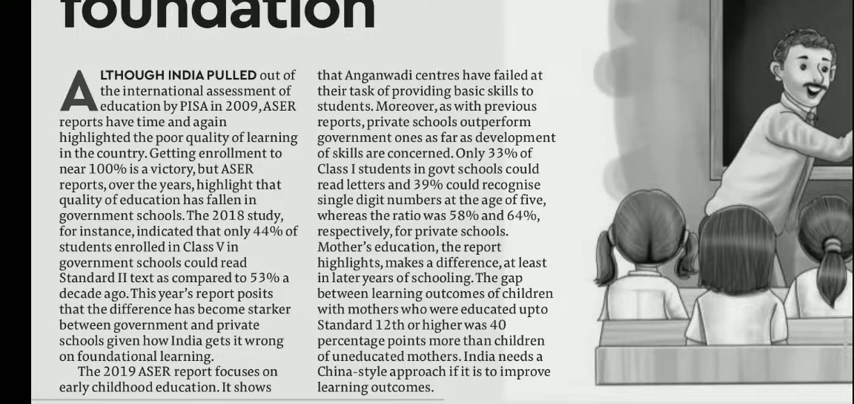 foundation
ALTHOUGH INDIA PULLED out of
the international assessment of
education by PISA in 2009, ASER
reports have time and again
highlighted the poor quality of learning
in the country. Getting enrollment to
near 100% is a victory, but ASER
reports, over the years, highlight that
quality of education has fallen in
government schools. The 2018 study,
for instance, indicated that only 44% of
students enrolled in Class V in
government schools could read
Standard II text as compared to 53% a
decade ago. This year's report posits
that the difference has become starker
between government and private
schools given how India gets it wrong
on foundational learning.
The 2019 ASER report focuses on
early childhood education. It shows
that Anganwadi centres have failed at
their task of providing basic skills to
students. Moreover, as with previous
reports, private schools outperform
government ones as far as development
of skills are concerned. Only 33% of
Class I students in govt schools could
read letters and 39% could recognise
single digit numbers at the age of five,
whereas the ratio was 58% and 64%,
respectively, for private schools.
Mother's education, the report
highlights, makes a difference, at least
in later years of schooling. The gap
between learning outcomes of children
with mothers who were educated upto
Standard 12th or higher was 40
percentage points more than children
of uneducated mothers. India needs a
China-style approach if it is to improve
learning outcomes.